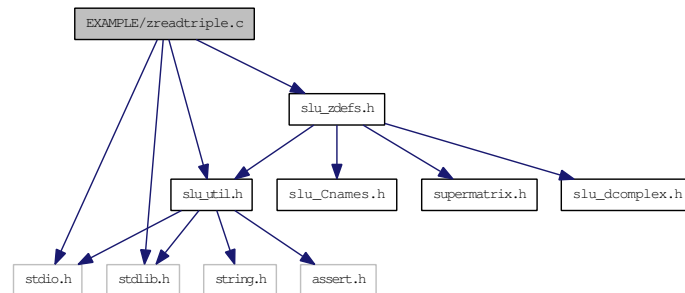 EXAMPLE/zreadtriple.c
slu_zdefs.h
slu_util.h
slu_Cnames.h
supermatrix.h
slu_dcomplex.h
stdio.h
stdlib.h
string.h
assert.h